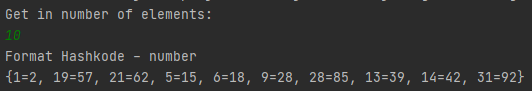 Get in number of elements:
10
Format Hashkode – number
{1=2, 19=57, 21=62, 5=15, 6=18, 9=28, 28=85, 13=39, 14=42, 31=92}